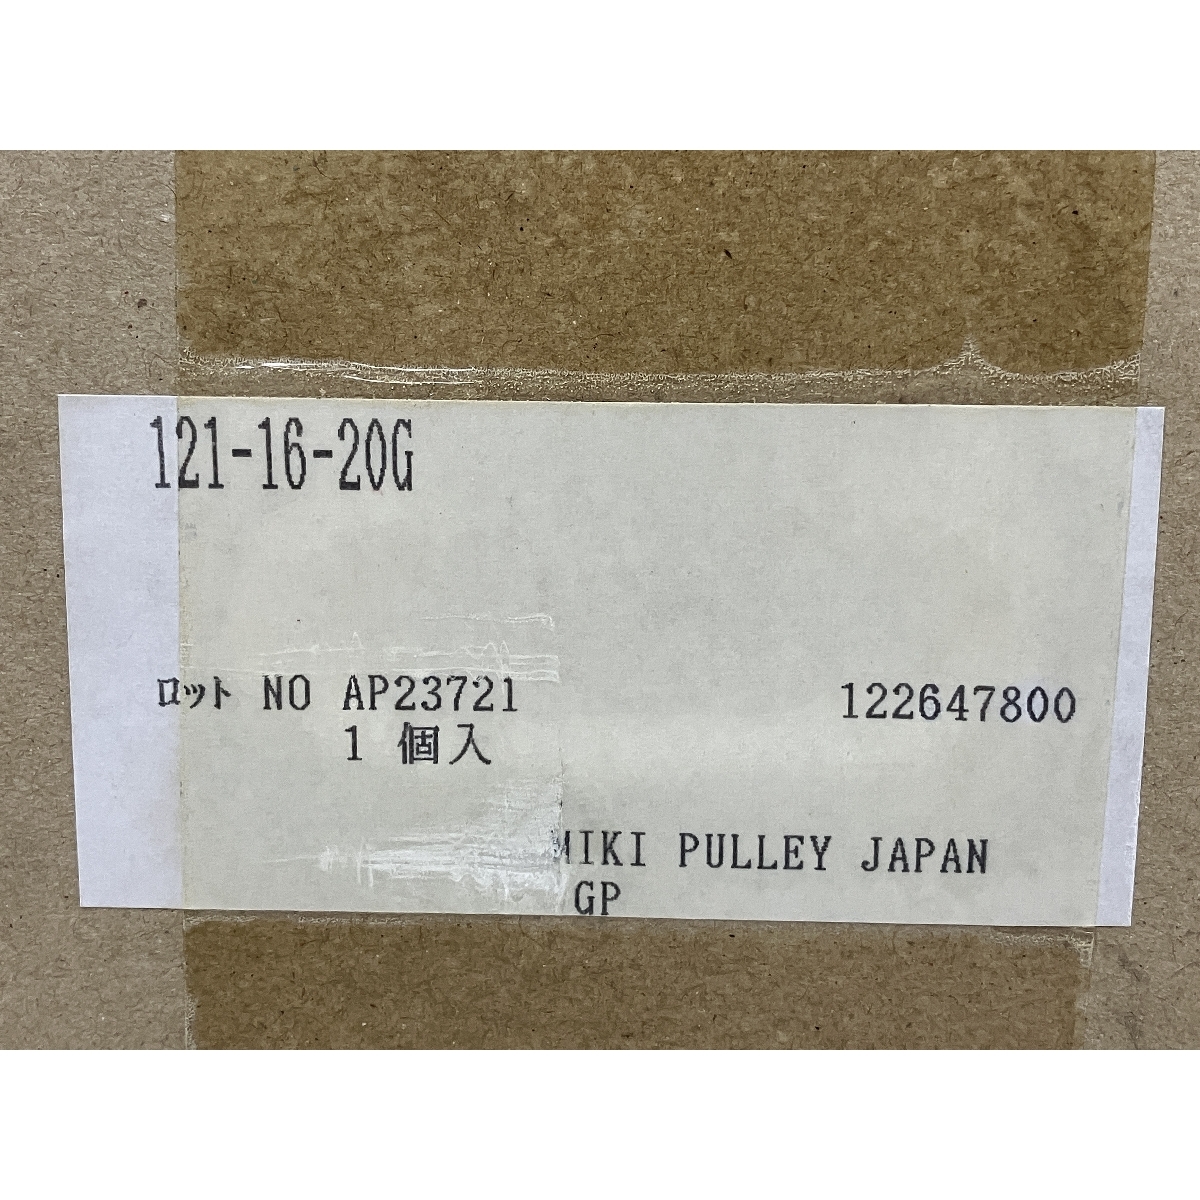 121-16-20G
ロット NO AP23721 122647800
1 個入
MIKI PULLEY JAPAN
GP